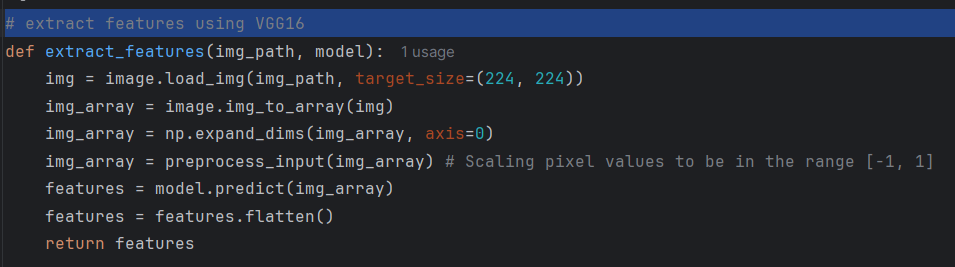 # extract features using VGG16
def extract_features(img_path, model): 1 usage
    img = image.load_img(img_path, target_size=(224, 224))
    img_array = image.img_to_array(img)
    img_array = np.expand_dims(img_array, axis=0)
    img_array = preprocess_input(img_array) # Scaling pixel values to be in the range [-1, 1]
    features = model.predict(img_array)
    features = features.flatten()
    return features